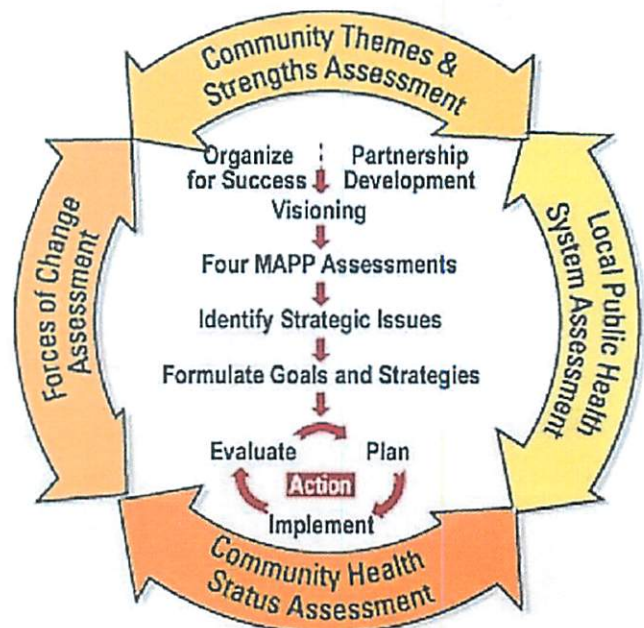 Community Themes &
Strengths Assessment
Organize
for Success
Partnership
Development
Visioning
Four MAPP Assessments
Identify Strategic Issues
Formulate Goals and Strategies
Evaluate
Plan
Action
Implement
Forces of Change
Assessment
Local Public Health
System Assessment
Community Health
Status Assessment